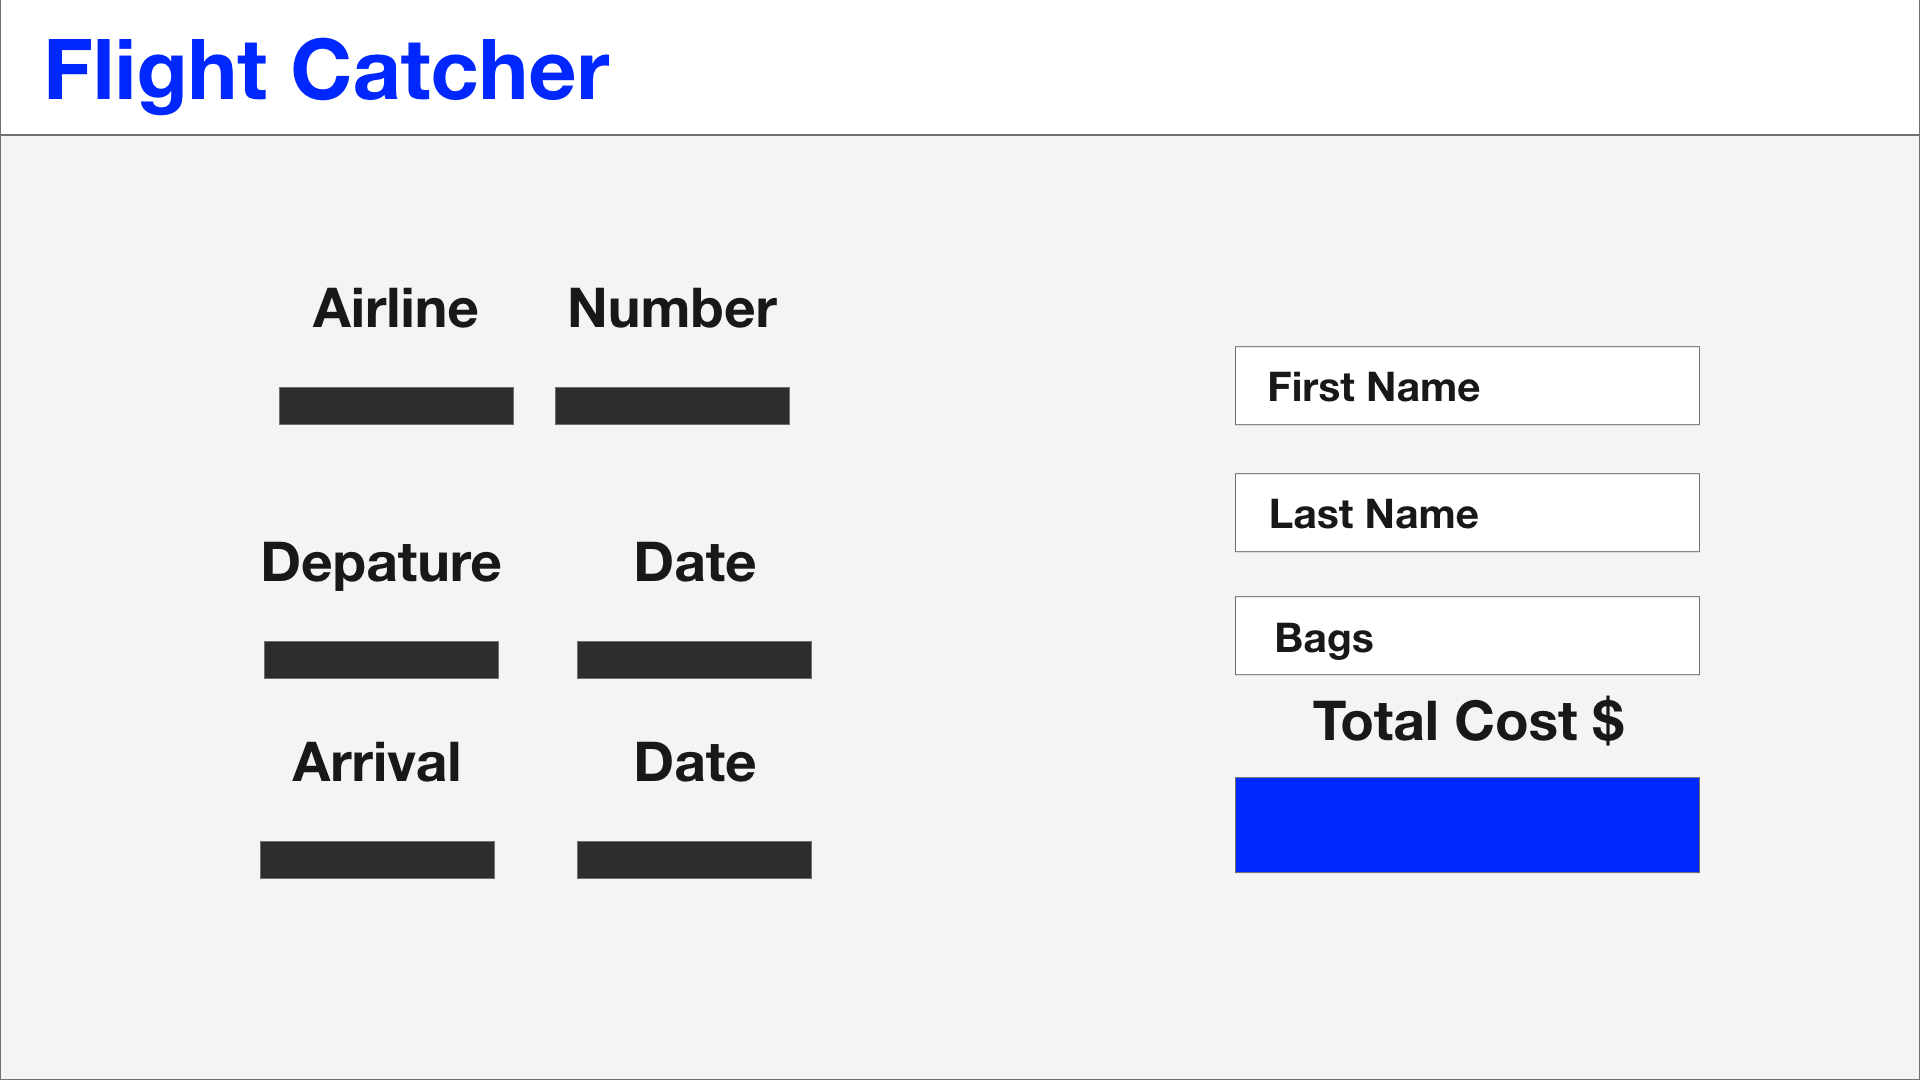 Flight Catcher
Airline Number
Depature Date
Arrival Date
First Name
Last Name
Bags
Total Cost $